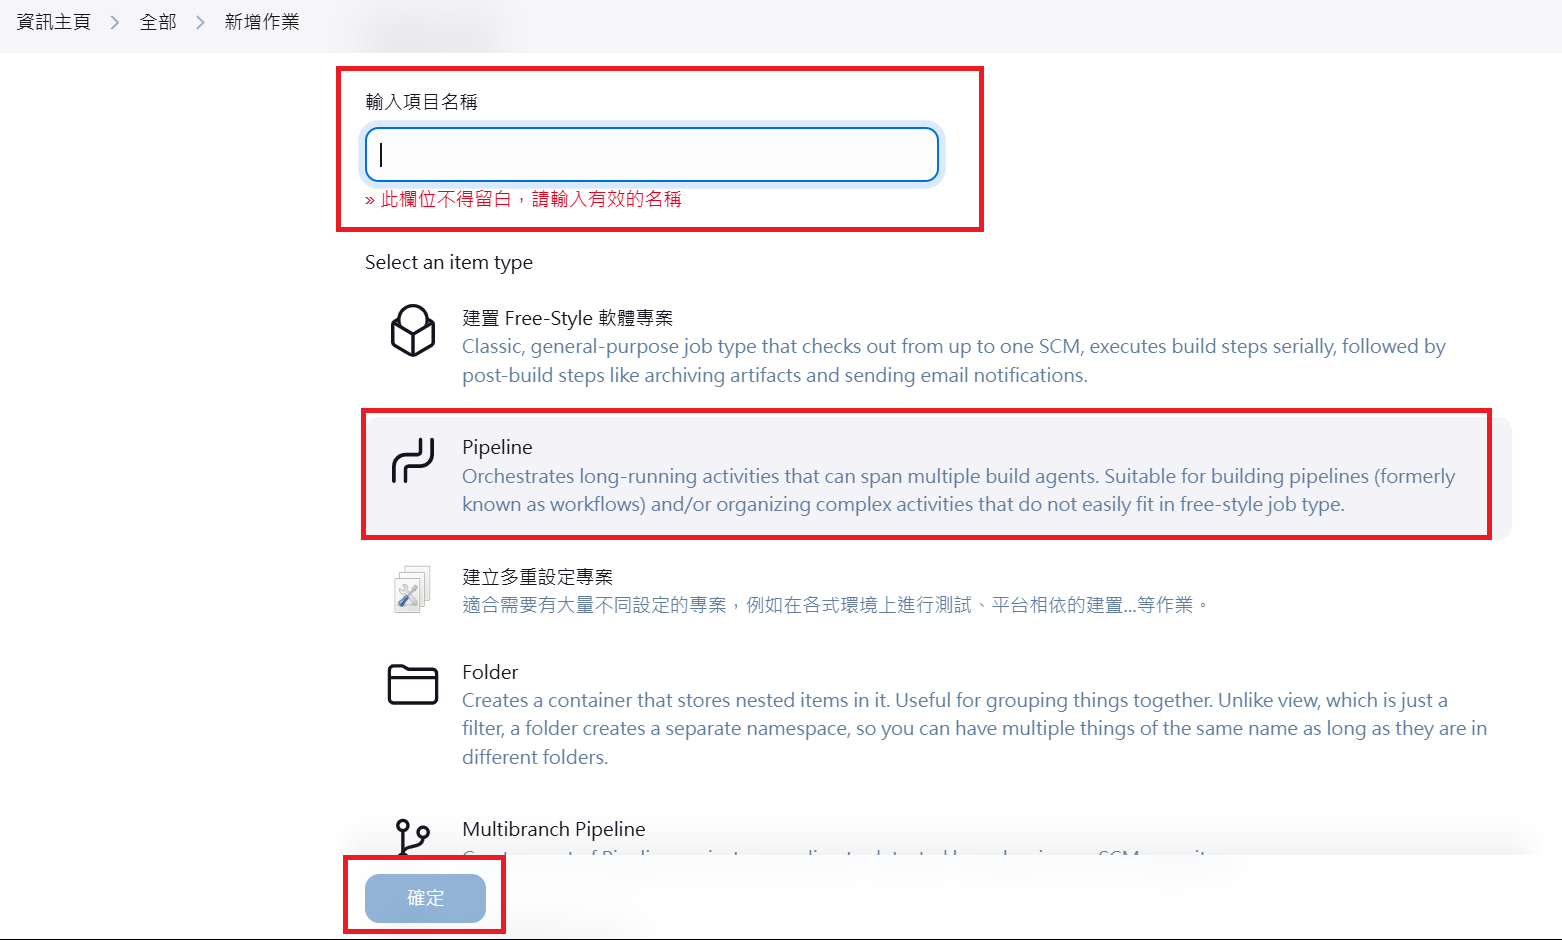 資訊主頁 > 全部 > 新增作業
輸入項目名稱
» 此欄位不得留白，請輸入有效的名稱
Select an item type
建置 Free-Style 軟體專案
Classic, general-purpose job type that checks out from up to one SCM, executes build steps serially, followed by
post-build steps like archiving artifacts and sending email notifications.
Pipeline
Orchestrates long-running activities that can span multiple build agents. Suitable for building pipelines (formerly
known as workflows) and/or organizing complex activities that do not easily fit in free-style job type.
建立多重設定專案
適合需要有大量不同設定的專案，例如在各式環境上進行測試、平台相依的建置...等作業。
Folder
Creates a container that stores nested items in it. Useful for grouping things together. Unlike view, which is just a
filter, a folder creates a separate namespace, so you can have multiple things of the same name as long as they are in
different folders.
Multibranch Pipeline
確定